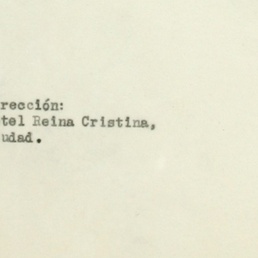 rección:
tel Reina Cristina,
udad.